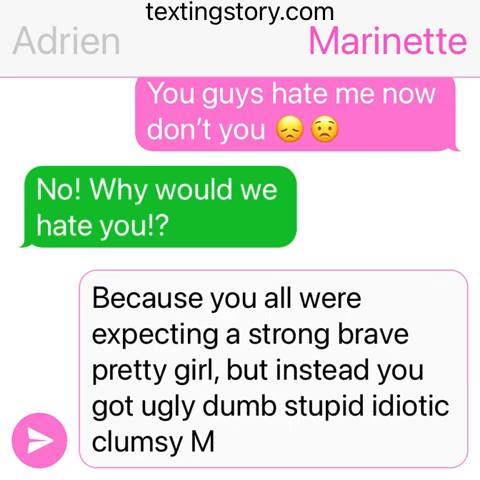 textingstory.com
Adrien
Marinette
You guys hate me now
don't you 😞 😟
No! Why would we
hate you!?
Because you all were
expecting a strong brave
pretty girl, but instead you
got ugly dumb stupid idiotic
clumsy M